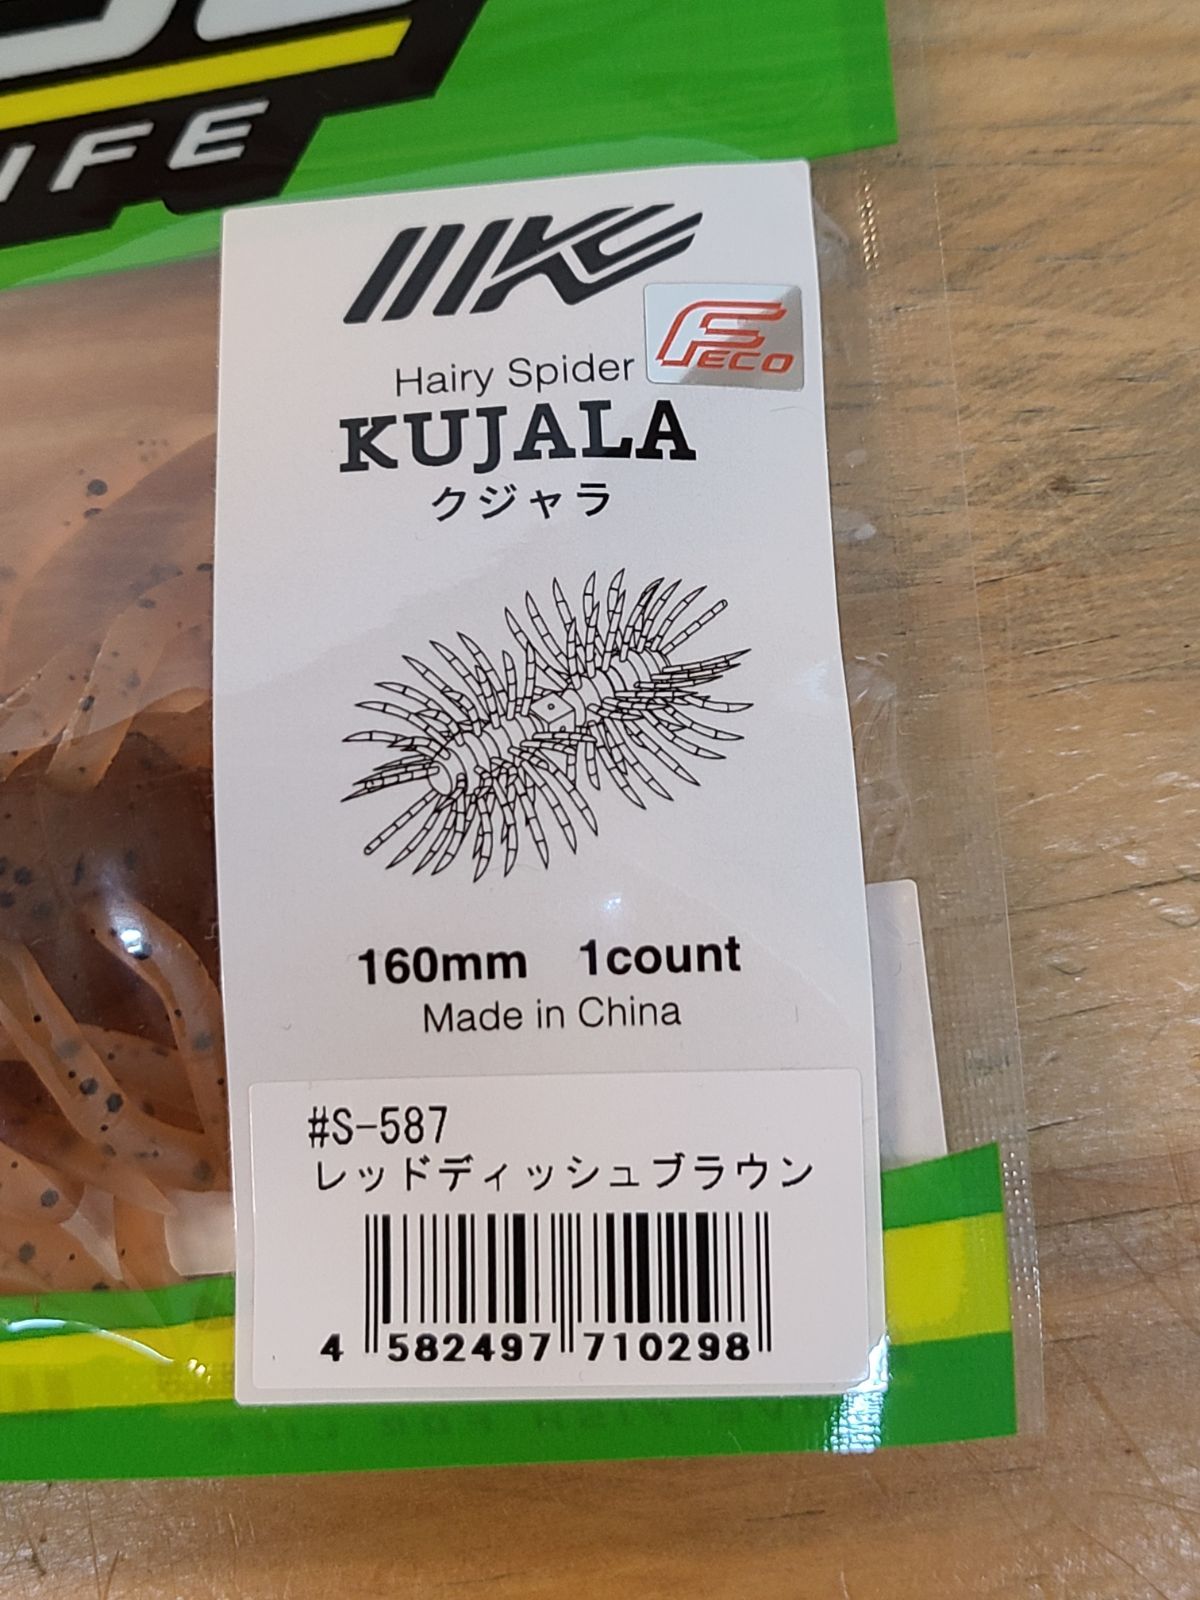 IFE
Feco
Hairy Spider
KUJALA
クジャラ
160mm 1count
Made in China
#S-587
レッドディッシュブラウン
4 582497 710298